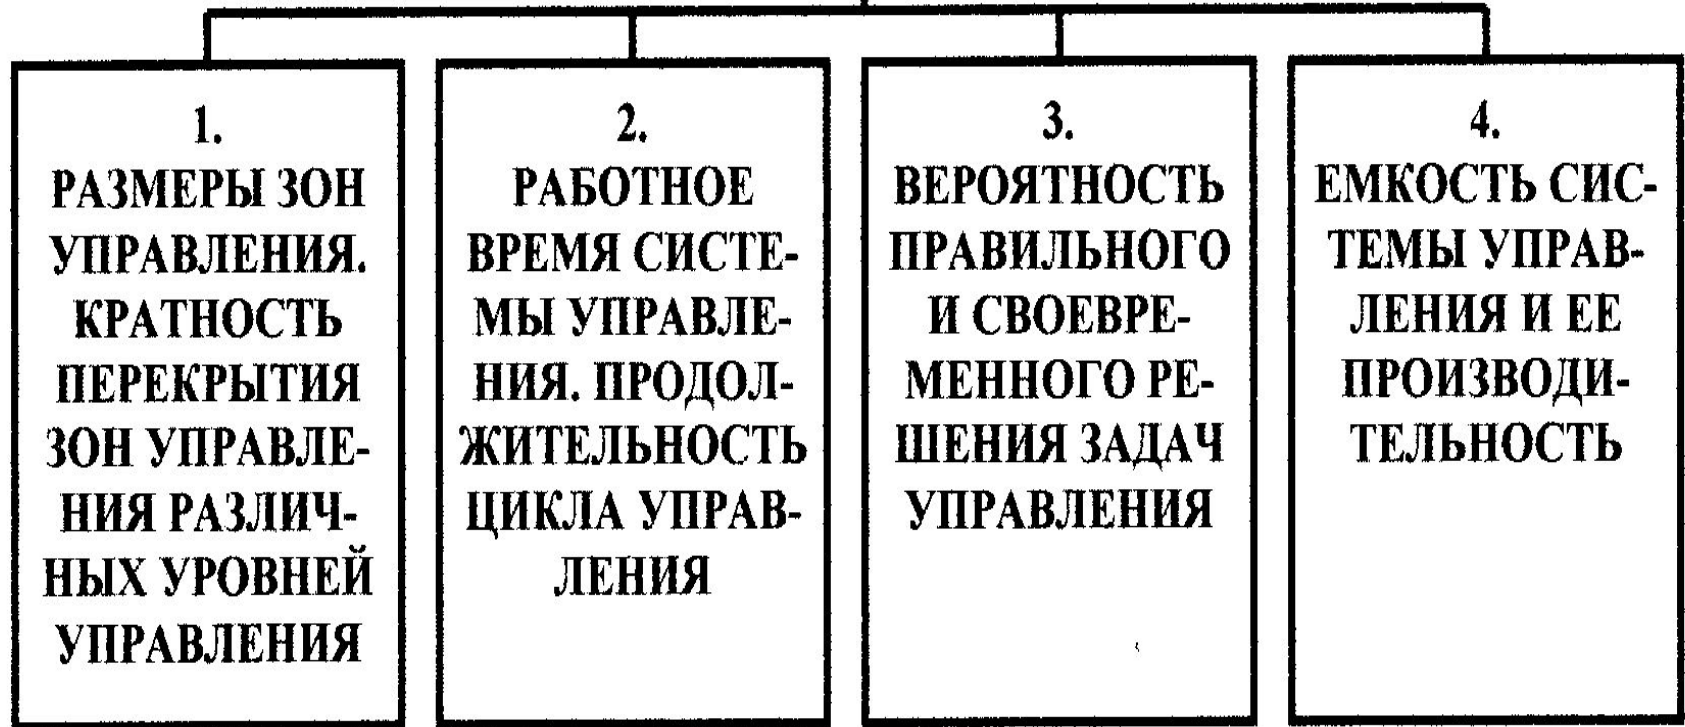 1.
РАЗМЕРЫ ЗОН
УПРАВЛЕНИЯ.
КРАТНОСТЬ
ПЕРЕКРЫТИЯ
ЗОН УПРАВЛЕ-
НИЯ РАЗЛИЧ-
НЫХ УРОВНЕЙ
УПРАВЛЕНИЯ
2.
РАБОТНОЕ
ВРЕМЯ СИСТЕ-
МЫ УПРАВЛЕ-
НИЯ. ПРОДОЛ-
ЖИТЕЛЬНОСТЬ
ЦИКЛА УПРАВ-
ЛЕНИЯ
3.
ВЕРОЯТНОСТЬ
ПРАВИЛЬНОГО
И СВОЕВРЕ-
МЕННОГО РЕ-
ШЕНИЯ ЗАДАЧ
УПРАВЛЕНИЯ
4.
ЕМКОСТЬ СИС-
ТЕМЫ УПРАВ-
ЛЕНИЯ И ЕЕ
ПРОИЗВОДИ-
ТЕЛЬНОСТЬ